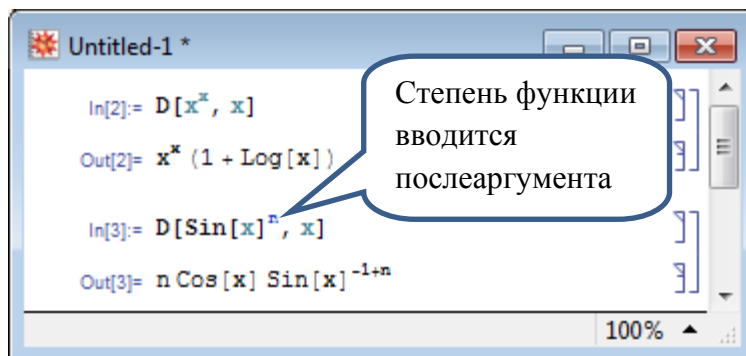 Untitled-1 *
In[2]:= D[x^x, x]
Out[2]= x^x (1 + Log[x])
Степень функции
вводится
послеаргумента
In[3]:= D[Sin[x]^n, x]
Out[3]= n Cos[x] Sin[x]^-1+n
100%